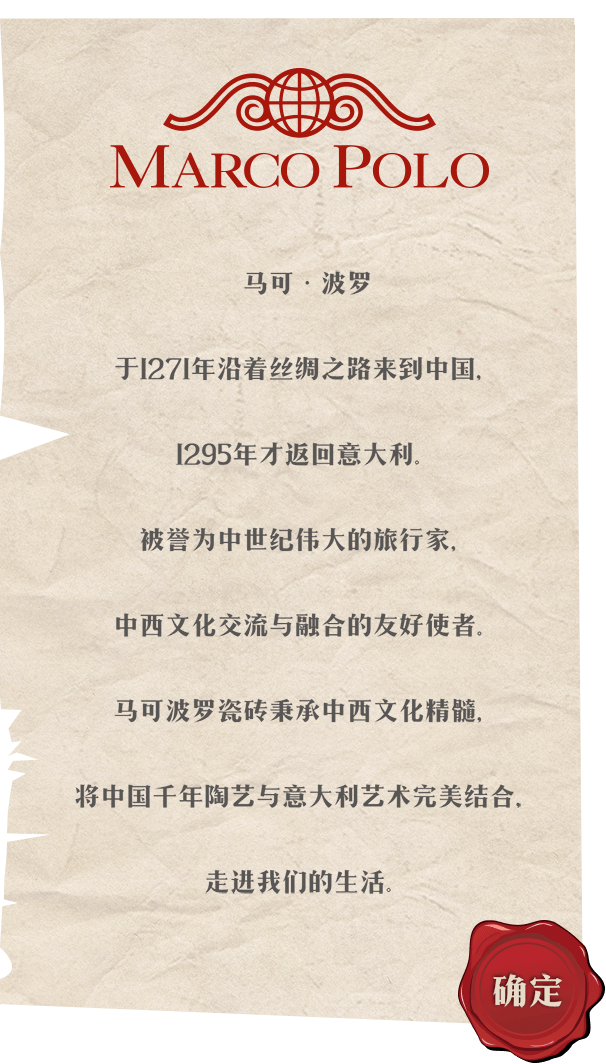 MARCO POLO
马可·波罗
于1271年沿着丝绸之路来到中国,
1295年才返回意大利。
被誉为中世纪伟大的旅行家,
中西文化交流与融合的友好使者。
马可波罗瓷砖秉承中西文化精髓,
将中国千年陶艺与意大利艺术完美结合,
走进我们的生活。
确定